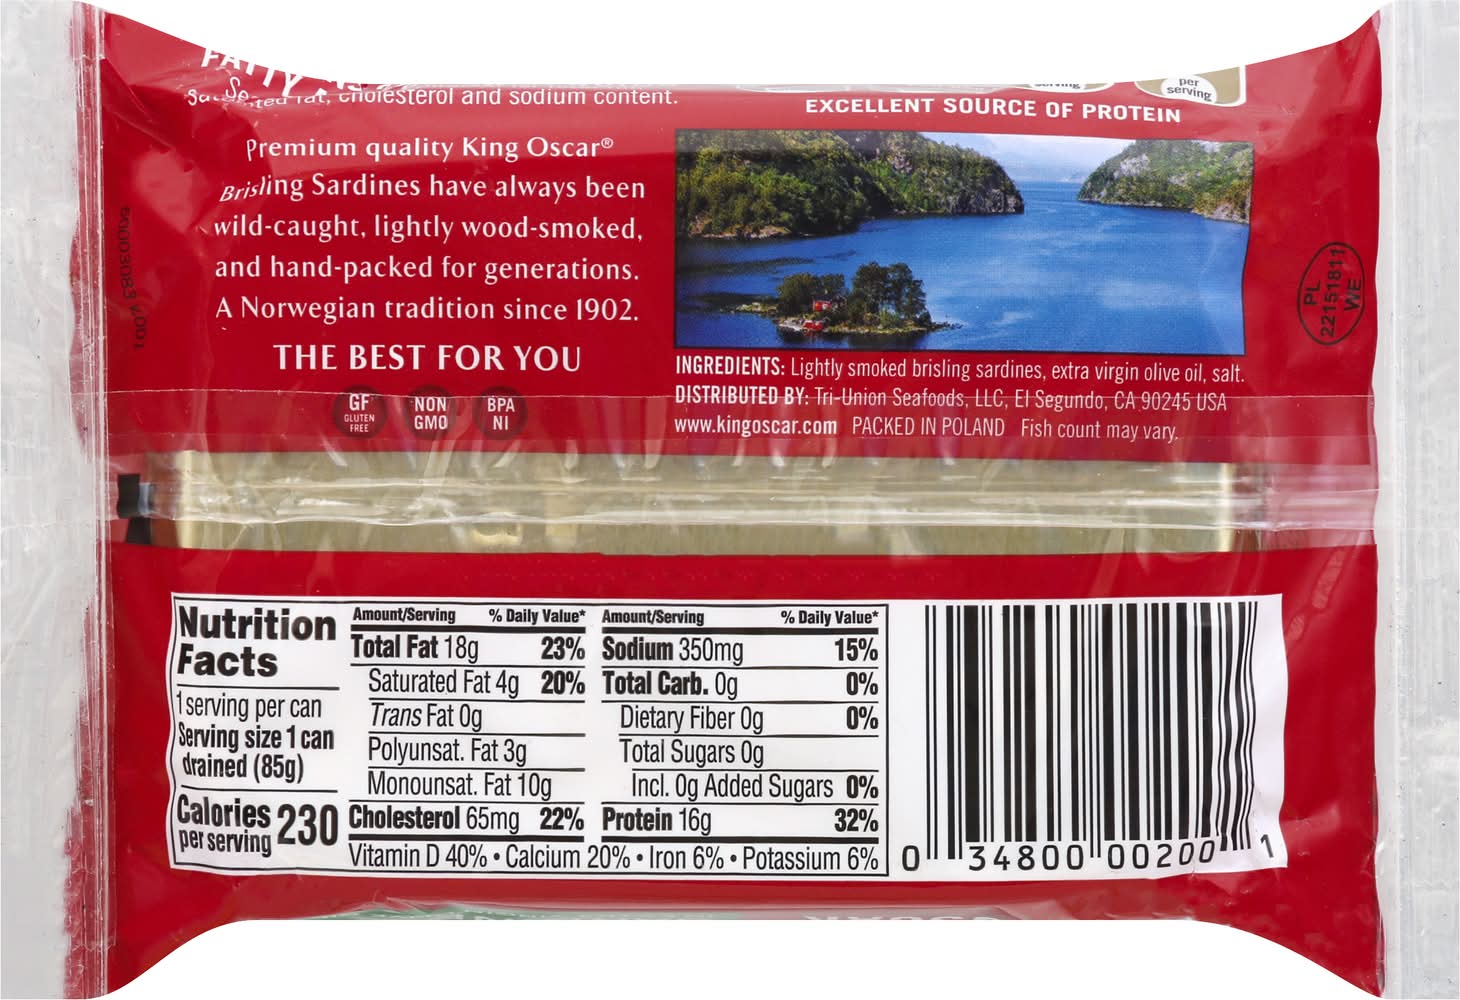 FATTY
fat, cholesterol and sodium content.
per
serving
EXCELLENT SOURCE OF PROTEIN
Premium quality King Oscar®
Brisling Sardines have always been
wild-caught, lightly wood-smoked,
and hand-packed for generations.
A Norwegian tradition since 1902.
THE BEST FOR YOU
GF
GLUTEN
FREE
NON
GMO
BPA
NI
INGREDIENTS: Lightly smoked brisling sardines, extra virgin olive oil, salt.
DISTRIBUTED BY: Tri-Union Seafoods, LLC, El Segundo, CA 90245 USA
www.kingoscar.com PACKED IN POLAND Fish count may vary.
PL
22151811
WE
Nutrition
Facts
1 serving per can
Serving size 1 can
drained (85g)
Calories 230
per serving
Amount/Serving % Daily Value*
Total Fat 18g 23%
Saturated Fat 4g 20%
Trans Fat 0g
Polyunsat. Fat 3g
Monounsat. Fat 10g
Cholesterol 65mg 22%
Amount/Serving % Daily Value*
Sodium 350mg 15%
Total Carb. 0g 0%
Dietary Fiber 0g 0%
Total Sugars 0g
Incl. 0g Added Sugars 0%
Protein 16g 32%
Vitamin D 40% • Calcium 20% • Iron 6% • Potassium 6%
0 34800 00200 1